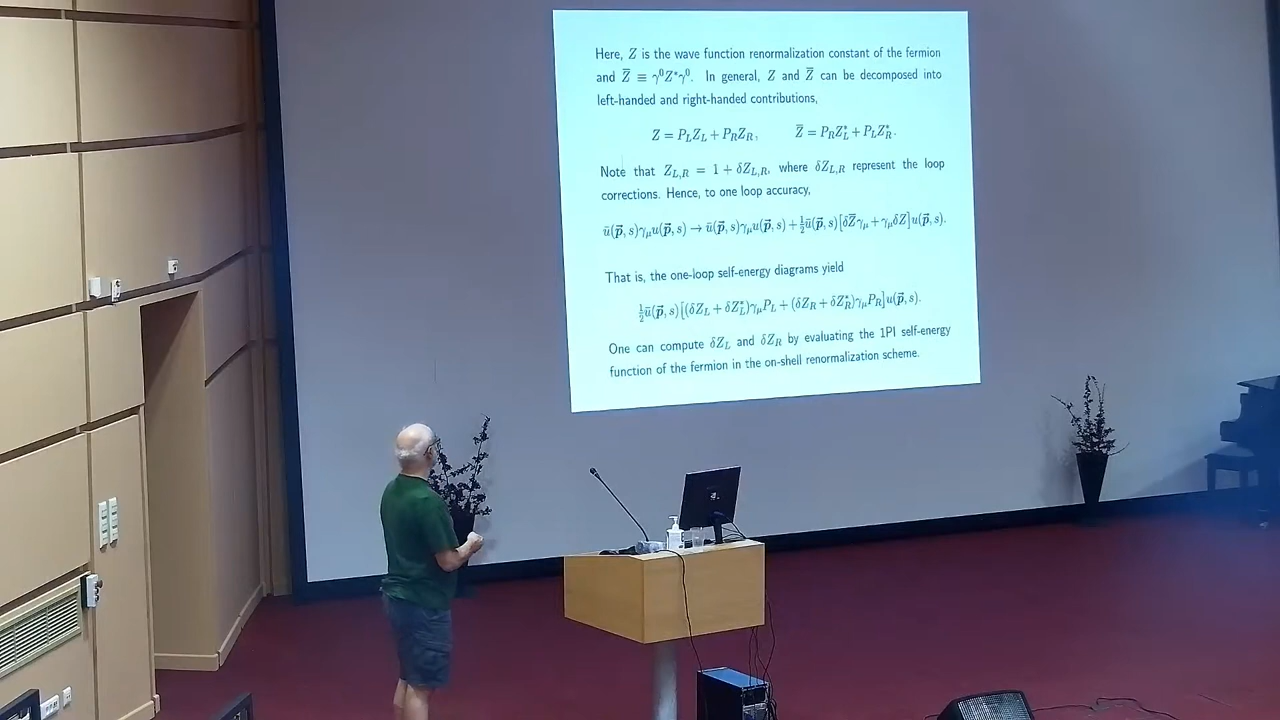 Here, Z is the wave function renormalization constant of the fermion
and Z̅ ≡ γ⁰Z*γ⁰. In general, Z and Z̅ can be decomposed into
left-handed and right-handed contributions,
Z = P_L Z_L + P_R Z_R, Z̅ = P_R Z_L^* + P_L Z_R^*.
Note that Z_{L,R} = 1 + δZ_{L,R}, where δZ_{L,R} represent the loop
corrections. Hence, to one loop accuracy,
ū(p⃗, s)γ_μ u(p⃗, s) → ū(p⃗, s)γ_μ u(p⃗, s) + ½ū(p⃗, s)[δZ̅γ_μ + γ_μ δZ]u(p⃗, s).
That is, the one-loop self-energy diagrams yield
½ū(p⃗, s)[(δZ_L + δZ_L^*)γ_μ P_L + (δZ_R + δZ_R^*)γ_μ P_R]u(p⃗, s).
One can compute δZ_L and δZ_R by evaluating the 1PI self-energy
function of the fermion in the on-shell renormalization scheme.